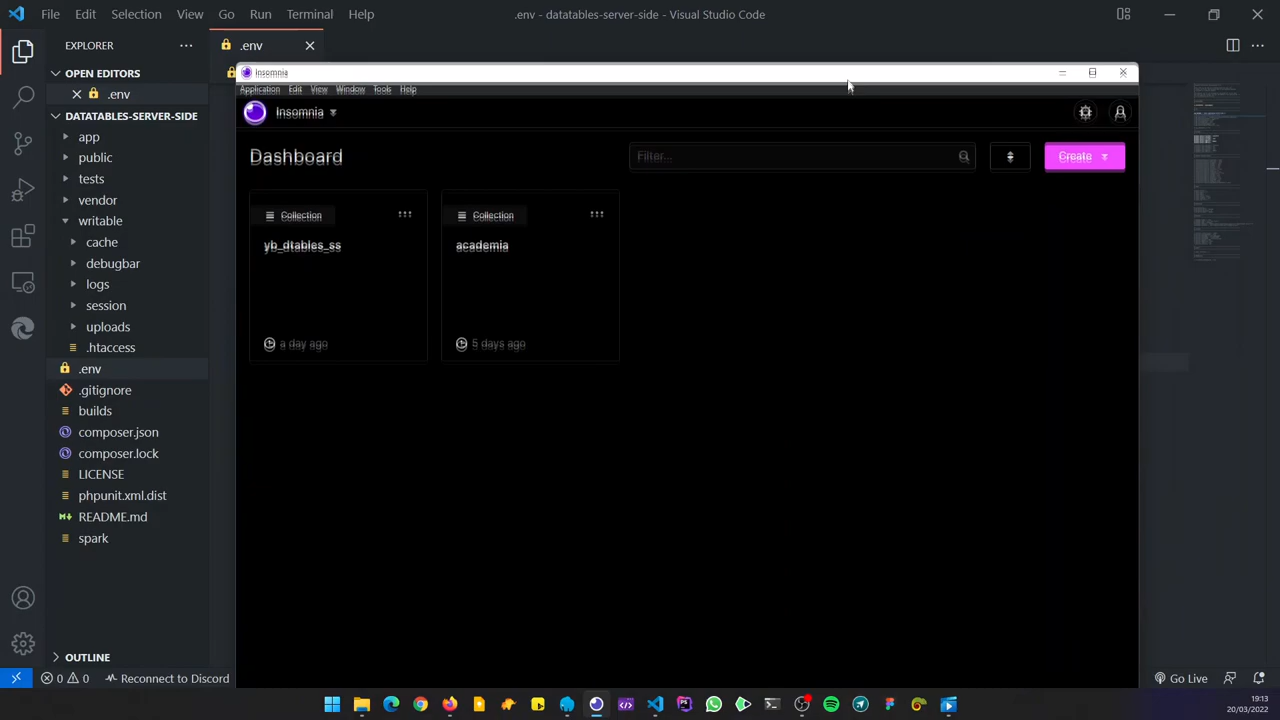 File Edit Selection View Go Run Terminal Help
.env - datatables-server-side - Visual Studio Code
EXPLORER
.env
OPEN EDITORS
.env
DATATABLES-SERVER-SIDE
app
public
tests
vendor
writable
cache
debugbar
logs
session
uploads
.htaccess
.env
.gitignore
builds
composer.json
composer.lock
LICENSE
phpunit.xml.dist
README.md
spark
OUTLINE
Insomnia
Application Edit View Window Tools Help
Insomnia
Dashboard
Filter...
Create
Collection
yb_dtables_ss
a day ago
Collection
academia
5 days ago
0 0 Reconnect to Discord
Go Live
19:13
20/03/2022